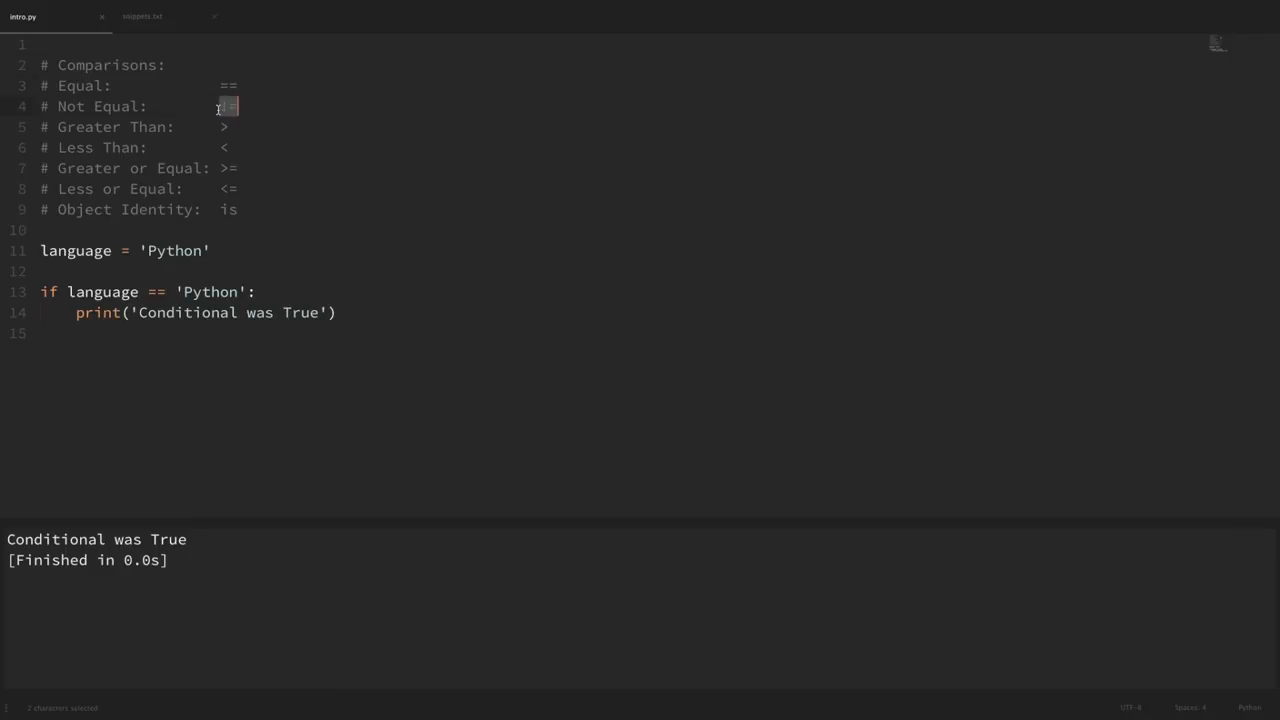 intro.py × snippets.txt ×
1
2 # Comparisons:
3 # Equal: ==
4 # Not Equal: !=
5 # Greater Than: >
6 # Less Than: <
7 # Greater or Equal: >=
8 # Less or Equal: <=
9 # Object Identity: is
10
11 language = 'Python'
12
13 if language == 'Python':
14 print('Conditional was True')
15
Conditional was True
[Finished in 0.0s]
2 characters selected UTF-8 Spaces: 4 Python